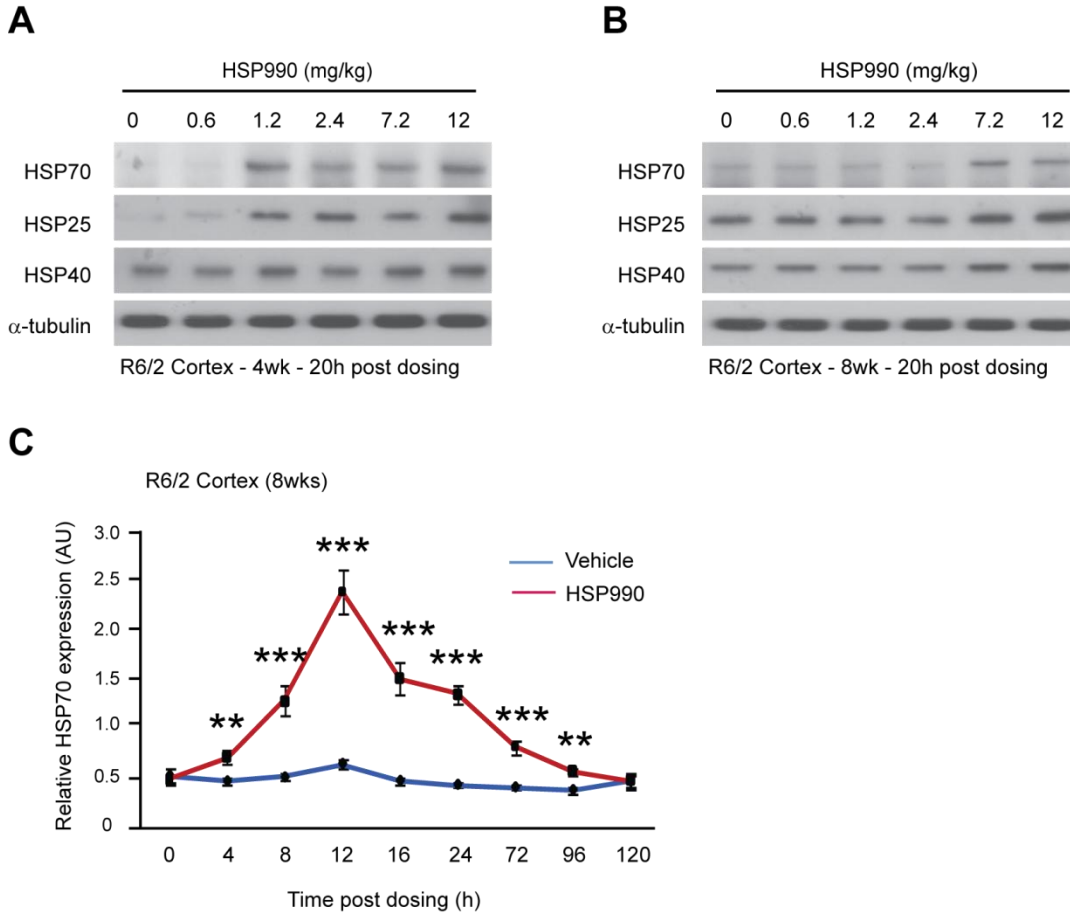 A
HSP990 (mg/kg)
0 0.6 1.2 2.4 7.2 12
HSP70
HSP25
HSP40
α-tubulin
R6/2 Cortex - 4wk - 20h post dosing
B
HSP990 (mg/kg)
0 0.6 1.2 2.4 7.2 12
HSP70
HSP25
HSP40
α-tubulin
R6/2 Cortex - 8wk - 20h post dosing
C
R6/2 Cortex (8wks)
Relative HSP70 expression (AU)
3.0
2.5
2.0
1.5
1.0
0.5
0
** *** *** *** *** *** **
Vehicle
HSP990
0 4 8 12 16 24 72 96 120
Time post dosing (h)